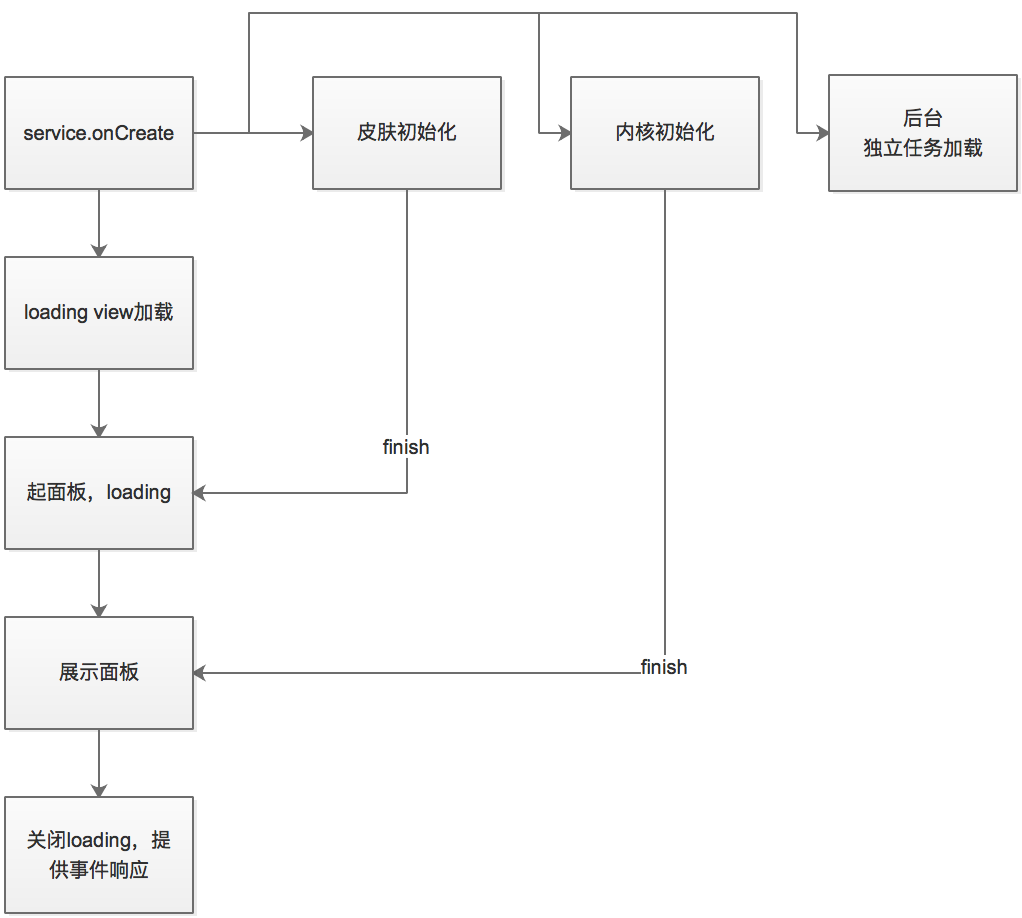 service.onCreate
皮肤初始化
内核初始化
后台
独立任务加载
loading view加载
finish
起面板，loading
finish
展示面板
关闭loading，提
供事件响应